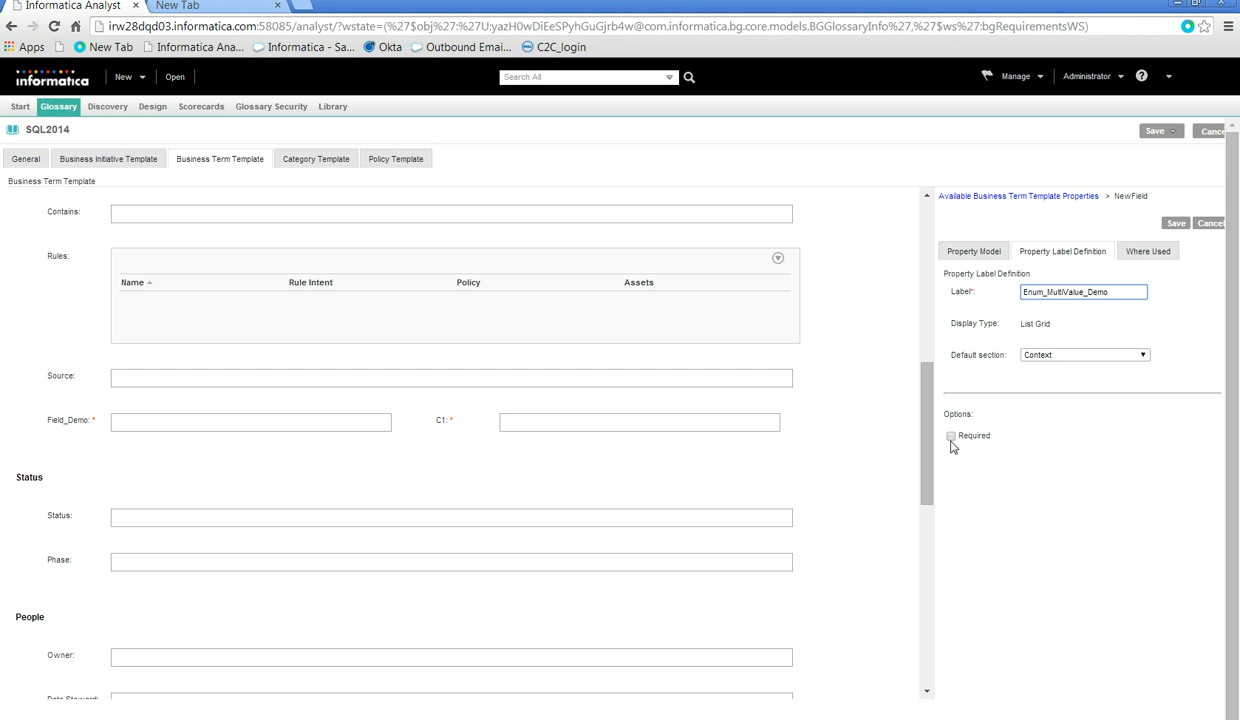 Informatica Analyst × New Tab ×
irw28dqd03.informatica.com:58085/analyst/?wstate=(%27$obj%27:%27U:yazH0wDiEeSPyhGuGjrb4w@com.informatica.bg.core.models.BGGlossaryInfo%27,%27$ws%27:bgRequirementsWS)
Apps New Tab Informatica Ana... Informatica - Sa... Okta Outbound Emai... C2C_login
informatica New Open Search All Manage Administrator ?
Start Glossary Discovery Design Scorecards Glossary Security Library
SQL2014 Save Cance
General Business Initiative Template Business Term Template Category Template Policy Template
Business Term Template
Available Business Term Template Properties > NewField
Contains:
Save Cancel
Rules:
Property Model Property Label Definition Where Used
Property Label Definition
Name Rule Intent Policy Assets
Label*: Enum_MultiValue_Demo
Display Type: List Grid
Default section: Context
Source:
Options:
Field_Demo: * C1: *
Required
Status
Status:
Phase:
People
Owner:
Data Steward: